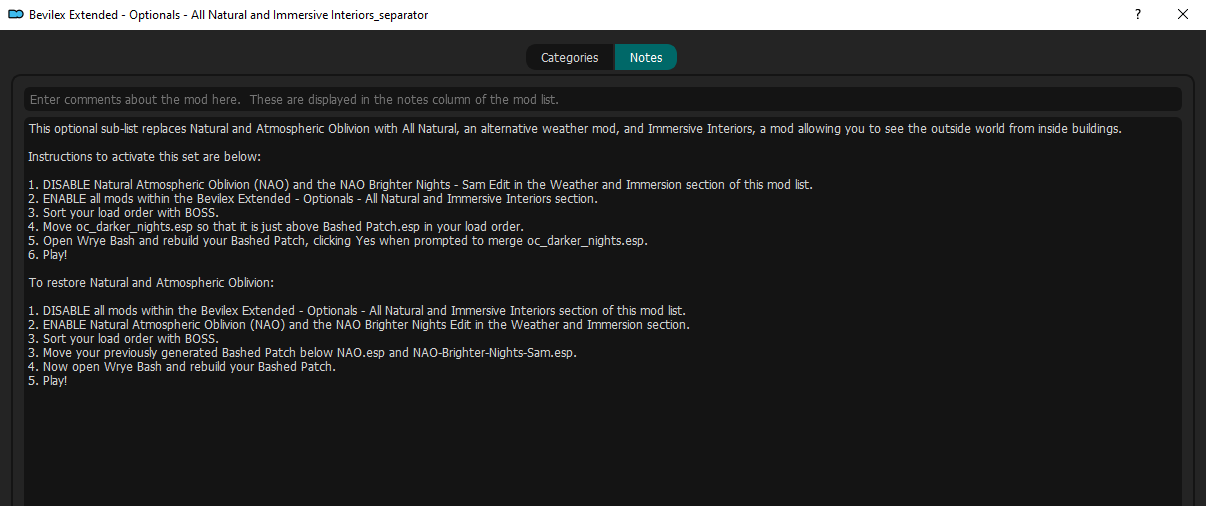 Bevilex Extended - Optionals - All Natural and Immersive Interiors_separator
?
Categories
Notes
Enter comments about the mod here.  These are displayed in the notes column of the mod list.
This optional sub-list replaces Natural and Atmospheric Oblivion with All Natural, an alternative weather mod, and Immersive Interiors, a mod allowing you to see the outside world from inside buildings.
Instructions to activate this set are below:
1. DISABLE Natural Atmospheric Oblivion (NAO) and the NAO Brighter Nights - Sam Edit in the Weather and Immersion section of this mod list.
2. ENABLE all mods within the Bevilex Extended - Optionals - All Natural and Immersive Interiors section.
3. Sort your load order with BOSS.
4. Move oc_darker_nights.esp so that it is just above Bashed Patch.esp in your load order.
5. Open Wrye Bash and rebuild your Bashed Patch, clicking Yes when prompted to merge oc_darker_nights.esp.
6. Play!
To restore Natural and Atmospheric Oblivion:
1. DISABLE all mods within the Bevilex Extended - Optionals - All Natural and Immersive Interiors section of this mod list.
2. ENABLE Natural Atmospheric Oblivion (NAO) and the NAO Brighter Nights Edit in the Weather and Immersion section.
3. Sort your load order with BOSS.
3. Move your previously generated Bashed Patch below NAO.esp and NAO-Brighter-Nights-Sam.esp.
4. Now open Wrye Bash and rebuild your Bashed Patch.
5. Play!